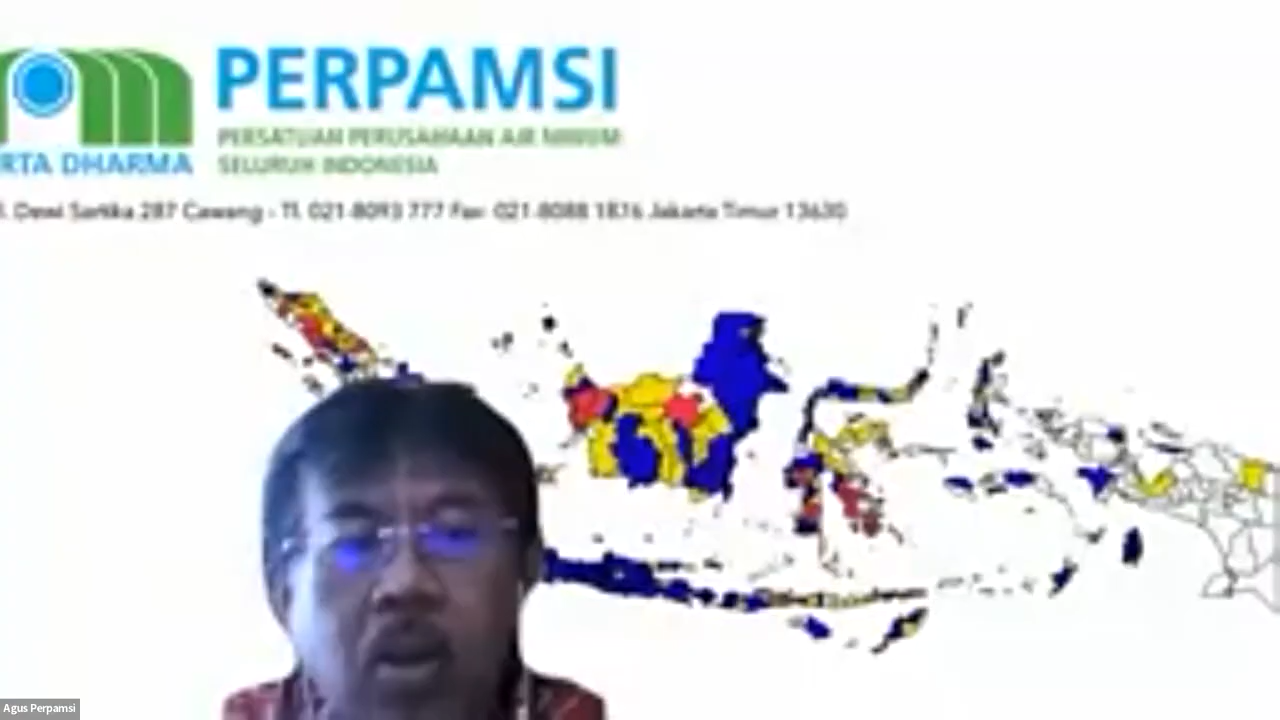 PERPAMSI
PERSATUAN PERUSAHAAN AIR MINUM
SELURUH INDONESIA
RTA DHARMA
l. Dewi Sartika 287 Cawang - Tl. 021-8093 777 Fax: 021-8088 1876 Jakarta Timur 13630
Agus Perpamsi